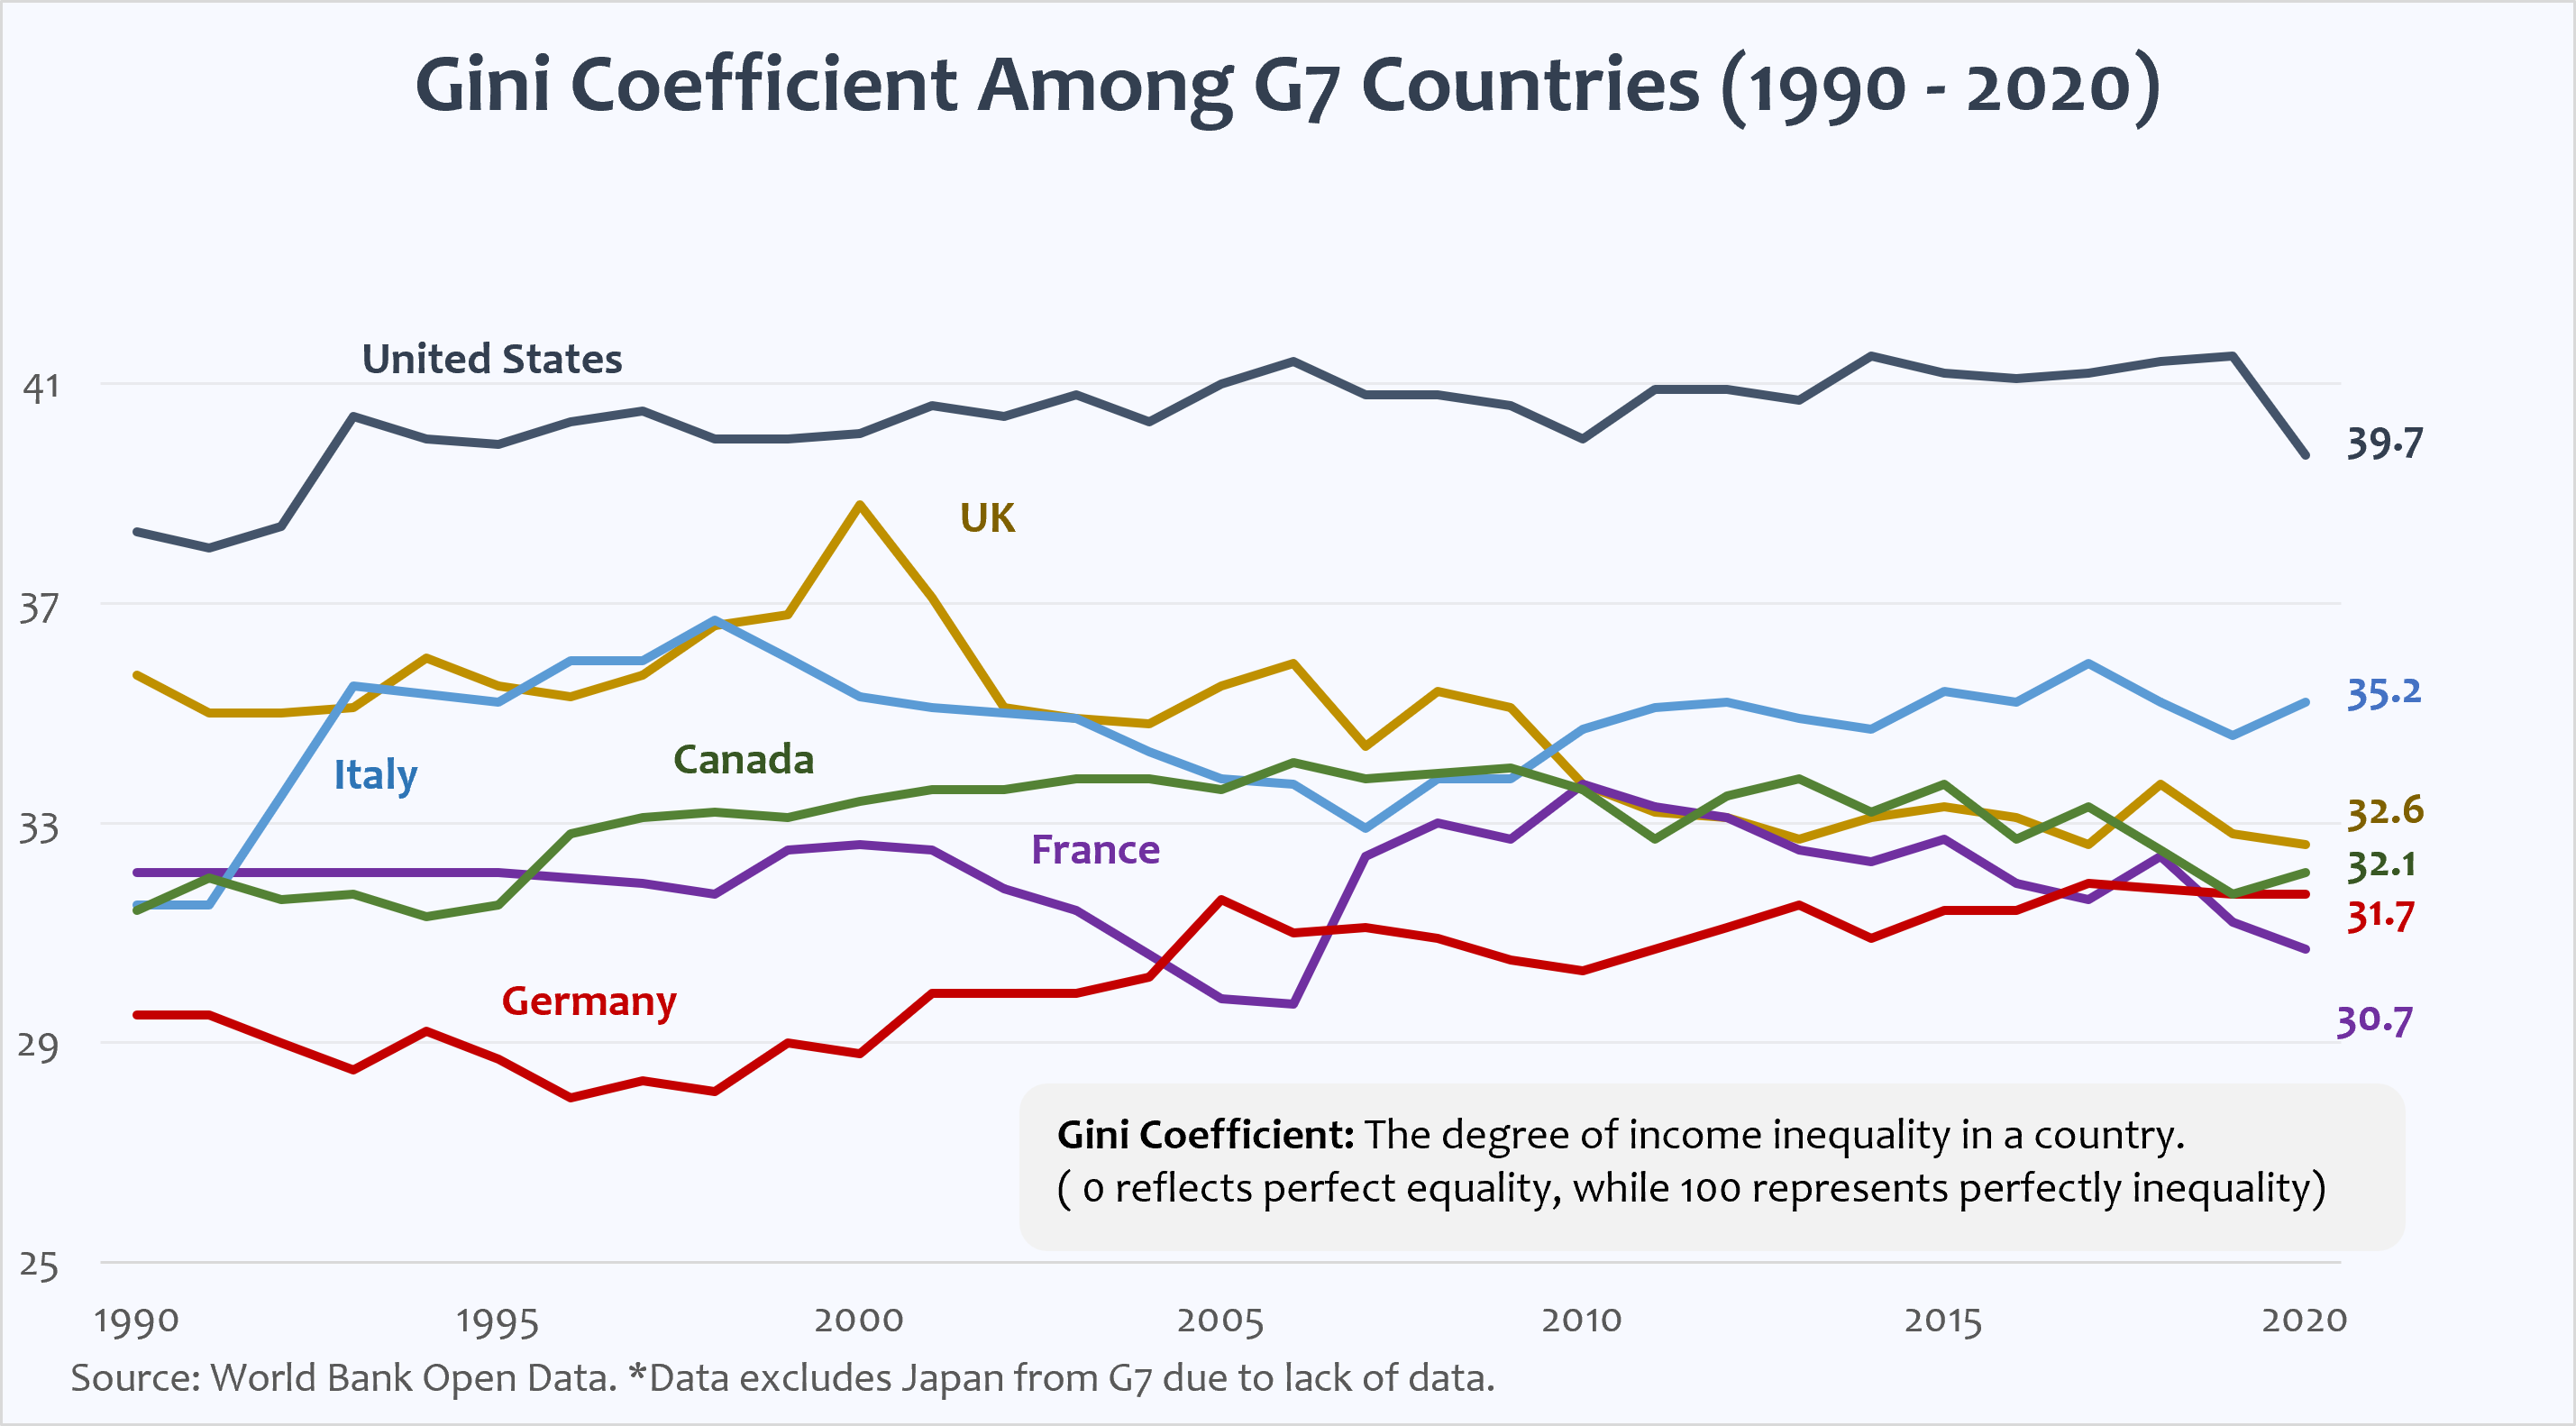 Gini Coefficient Among G7 Countries (1990 - 2020)
United States
41
39.7
UK
37
35.2
Italy
Canada
33
32.6
France
32.1
31.7
Germany
30.7
29
Gini Coefficient: The degree of income inequality in a country.
( 0 reflects perfect equality, while 100 represents perfectly inequality)
25
1990 1995 2000 2005 2010 2015 2020
Source: World Bank Open Data. *Data excludes Japan from G7 due to lack of data.